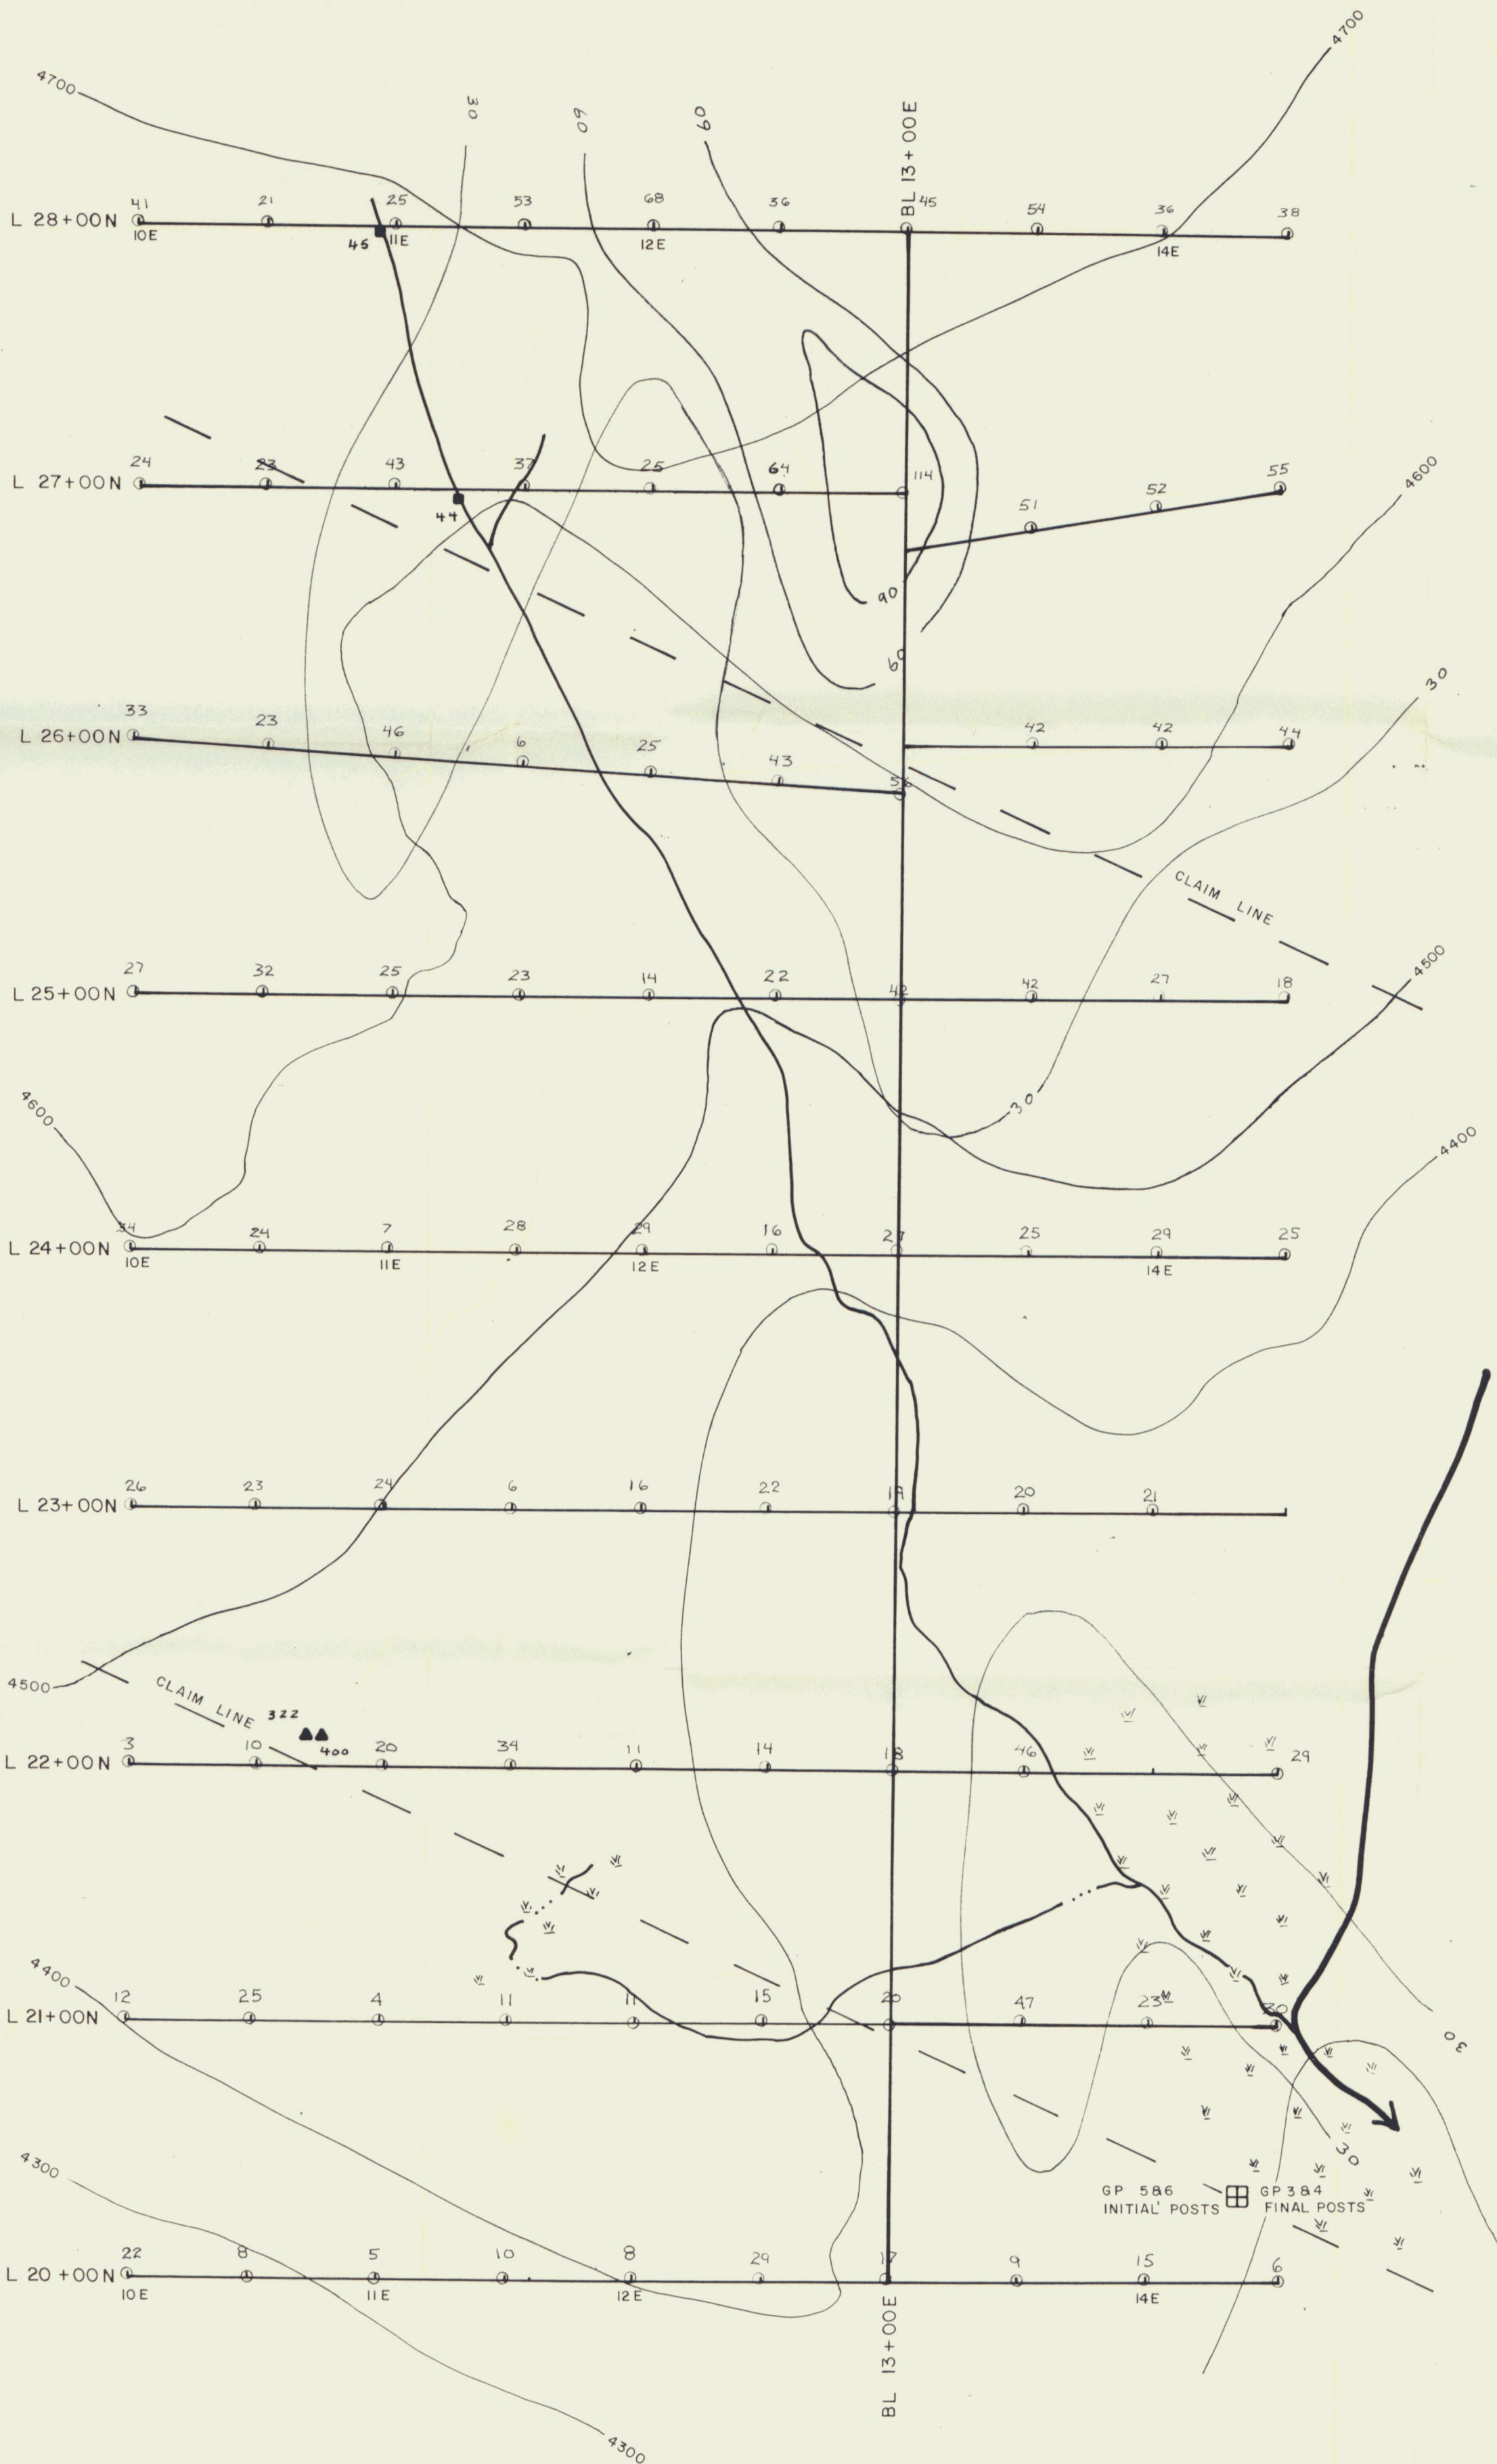 4700
4700
30
60
60
BL 13+00E
L 28+00N 41 21 25 53 68 36 45 54 36 38
10E 45 11E 12E 14E
4600
L 27+00N 24 23 43 37 25 64 114 51 52 55
44
90
60
30
L 26+00N 33 23 46 6 25 43 56 42 42 44
CLAIM LINE
4500
L 25+00N 27 32 25 23 14 22 42 42 27 18
30
4600
4400
L 24+00N 34 24 7 28 29 16 27 25 29 25
10E 11E 12E 14E
L 23+00N 26 23 24 6 16 22 19 20 21
4500
CLAIM LINE
322
400
L 22+00N 3 10 20 39 11 14 18 46 29
4400
L 21+00N 12 25 4 11 11 15 20 47 23 30
30
30
4300
GP 5&6
INITIAL POSTS
GP 3&4
FINAL POSTS
L 20+00N 22 8 5 10 8 29 17 9 15 6
10E 11E 12E 14E
BL 13+00E
4300